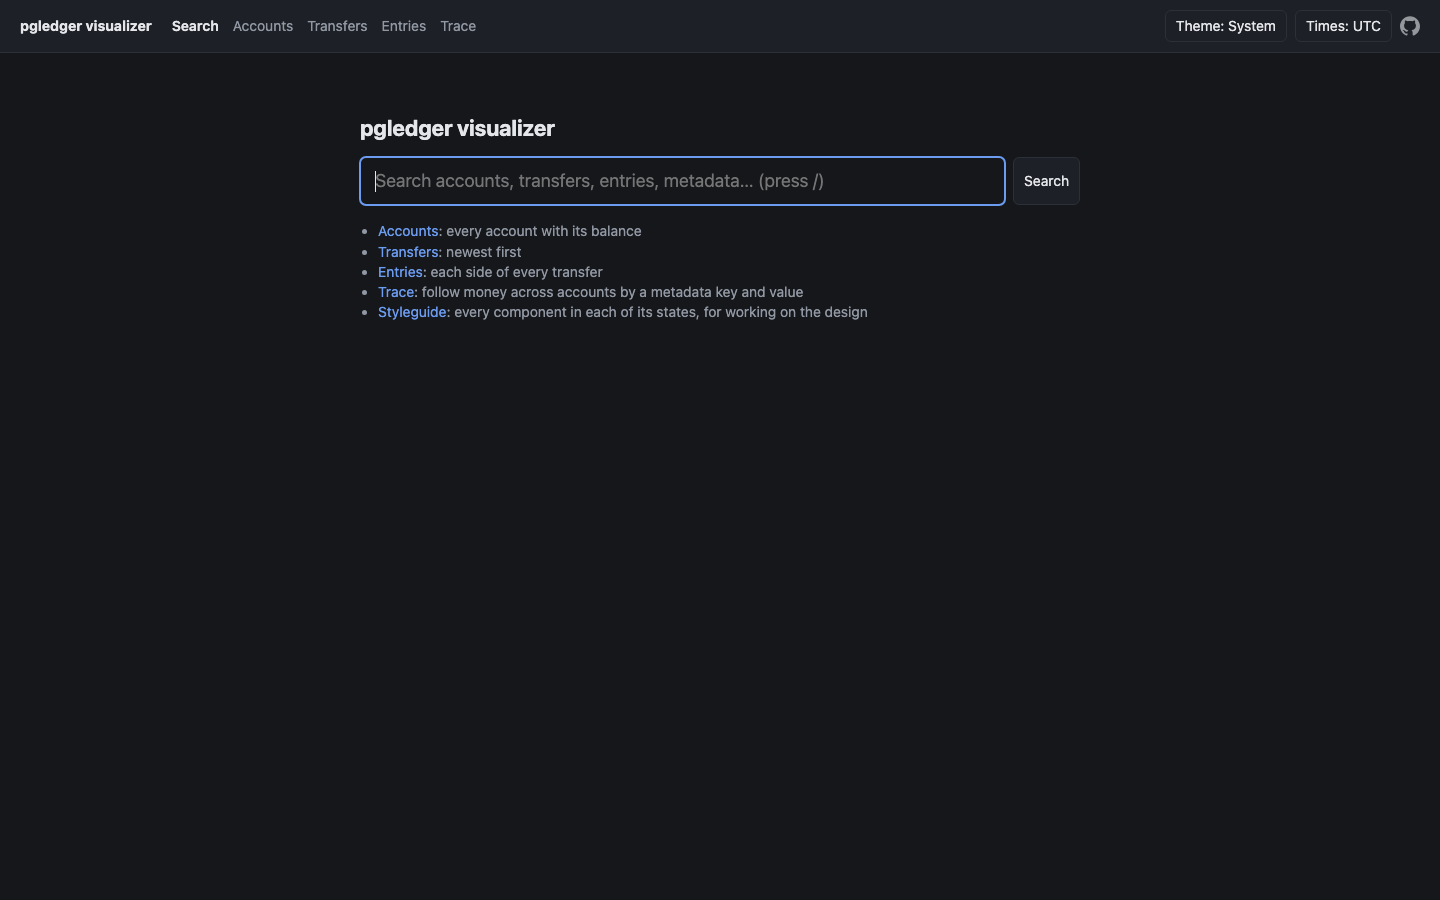 pgledger visualizer Search Accounts Transfers Entries Trace Theme: System Times: UTC
pgledger visualizer
Search accounts, transfers, entries, metadata... (press /) Search
Accounts: every account with its balance
Transfers: newest first
Entries: each side of every transfer
Trace: follow money across accounts by a metadata key and value
Styleguide: every component in each of its states, for working on the design